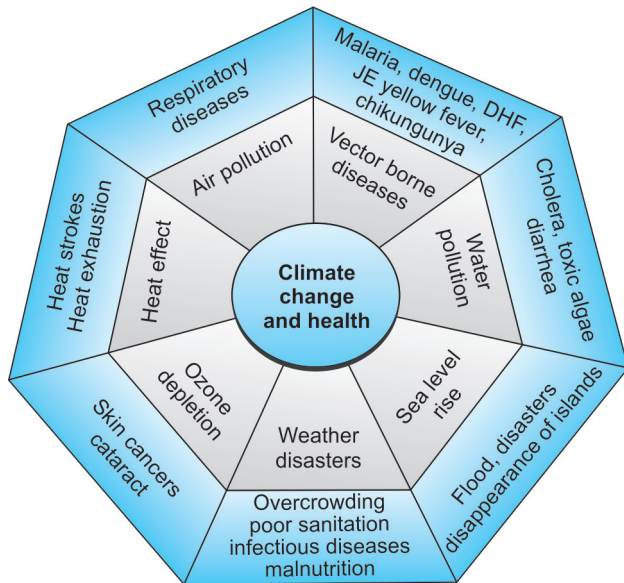 Climate
change
and health
Air pollution
Respiratory
diseases
Vector borne
diseases
Malaria, dengue, DHF,
JE yellow fever,
chikungunya
Water
pollution
Cholera, toxic algae
diarrhea
Sea level
rise
Flood, disasters
disappearance of islands
Weather
disasters
Overcrowding
poor sanitation
infectious diseases
malnutrition
Ozone
depletion
Skin cancers
cataract
Heat effect
Heat strokes
Heat exhaustion